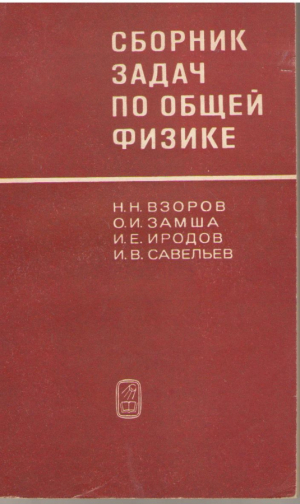 СБОРНИК
ЗАДАЧ
ПО ОБЩЕЙ
ФИЗИКЕ
Н. Н. ВЗОРОВ
О. И. ЗАМША
И. Е. ИРОДОВ
И. В. САВЕЛЬЕВ